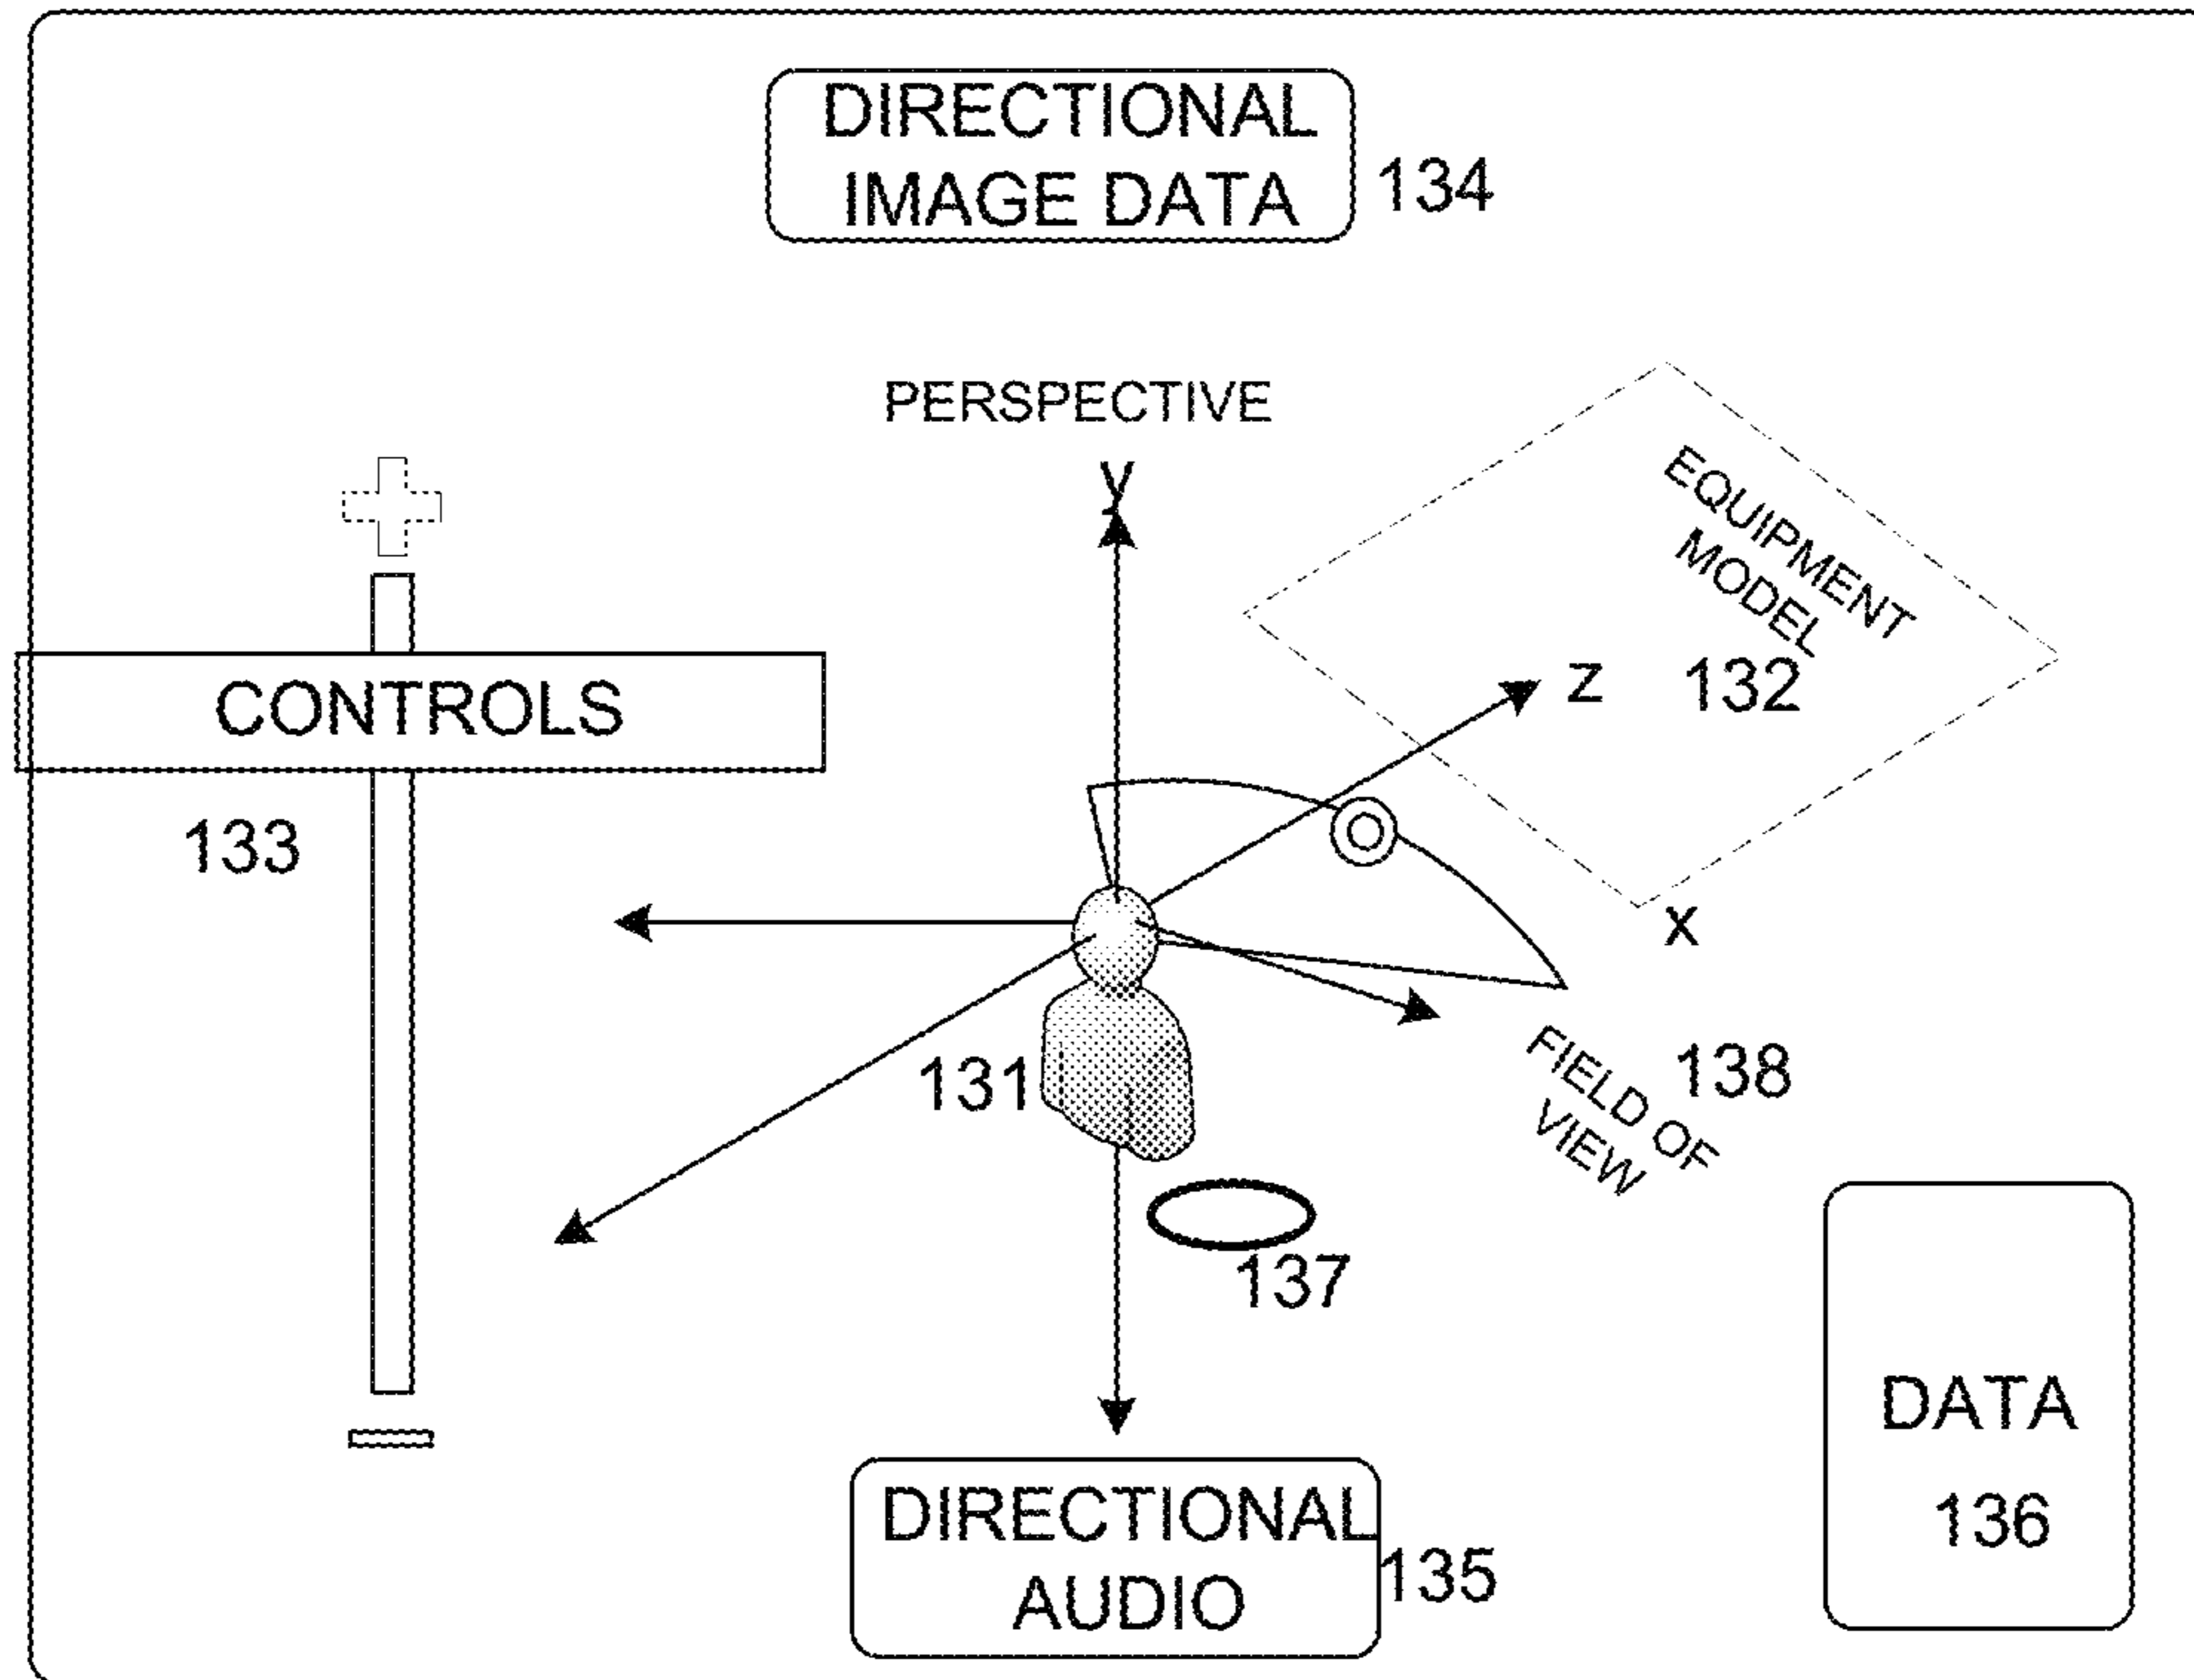 DIRECTIONAL
IMAGE DATA
134
PERSPECTIVE
y
EQUIPMENT
MODEL
132
z
CONTROLS
133
x
131
138
FIELD OF
VIEW
137
DATA
136
DIRECTIONAL
AUDIO
135